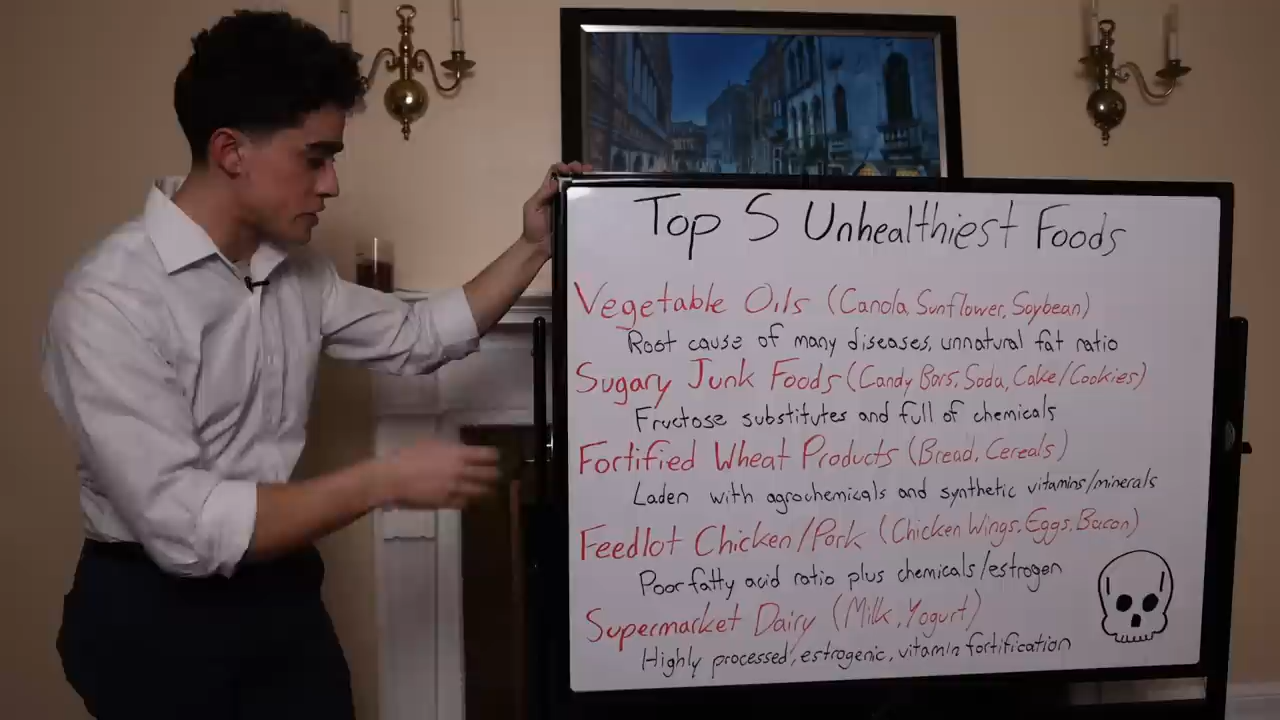 Top 5 Unhealthiest Foods
Vegetable Oils (Canola, Sunflower, Soybean)
Root cause of many diseases, unnatural fat ratio
Sugary Junk Foods (Candy Bars, Soda, Cake/Cookies)
Fructose substitutes and full of chemicals
Fortified Wheat Products (Bread, Cereals)
Laden with agrochemicals and synthetic vitamins/minerals
Feedlot Chicken/Pork (Chicken Wings, Eggs, Bacon)
Poor fatty acid ratio plus chemicals/estrogen
Supermarket Dairy (Milk, Yogurt)
Highly processed, estrogenic, vitamin fortification